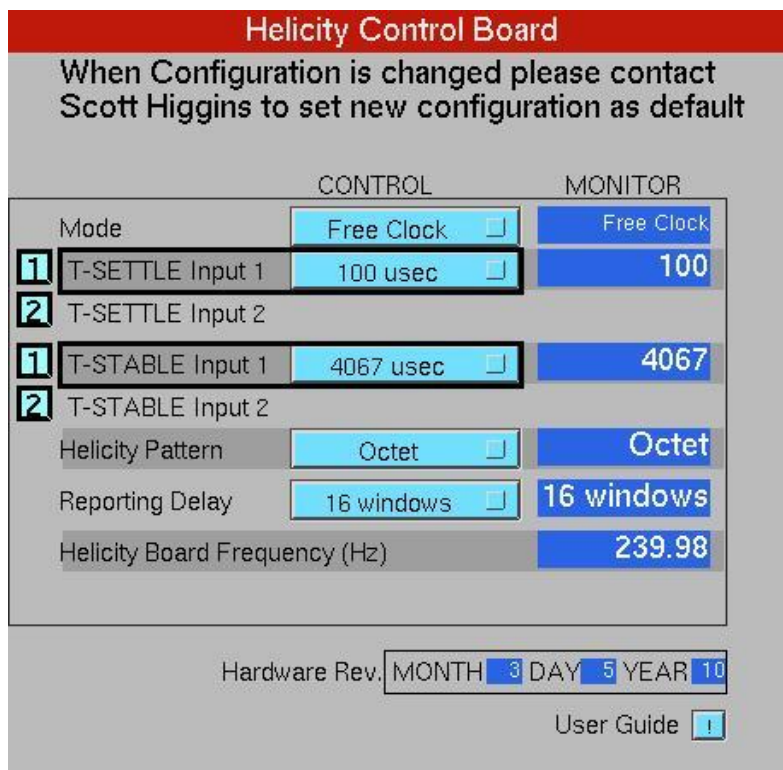 Helicity Control Board
When Configuration is changed please contact
Scott Higgins to set new configuration as default
CONTROL MONITOR
Mode Free Clock Free Clock
1 T-SETTLE Input 1 100 usec 100
2 T-SETTLE Input 2
1 T-STABLE Input 1 4067 usec 4067
2 T-STABLE Input 2
Helicity Pattern Octet Octet
Reporting Delay 16 windows 16 windows
Helicity Board Frequency (Hz) 239.98
Hardware Rev. MONTH 3 DAY 5 YEAR 10
User Guide !